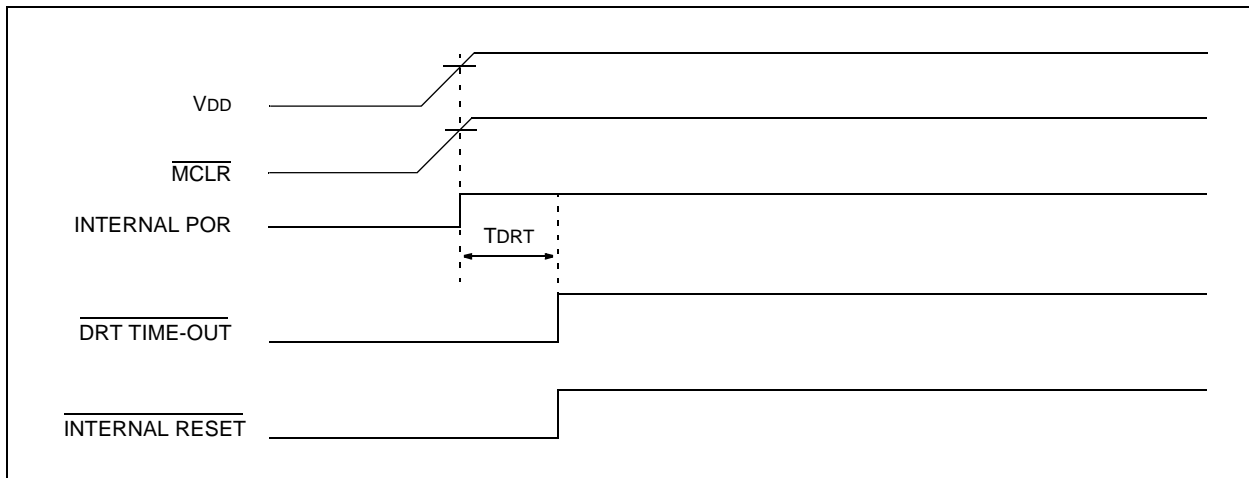 VDD
MCLR
INTERNAL POR
TDRT
DRT TIME-OUT
INTERNAL RESET